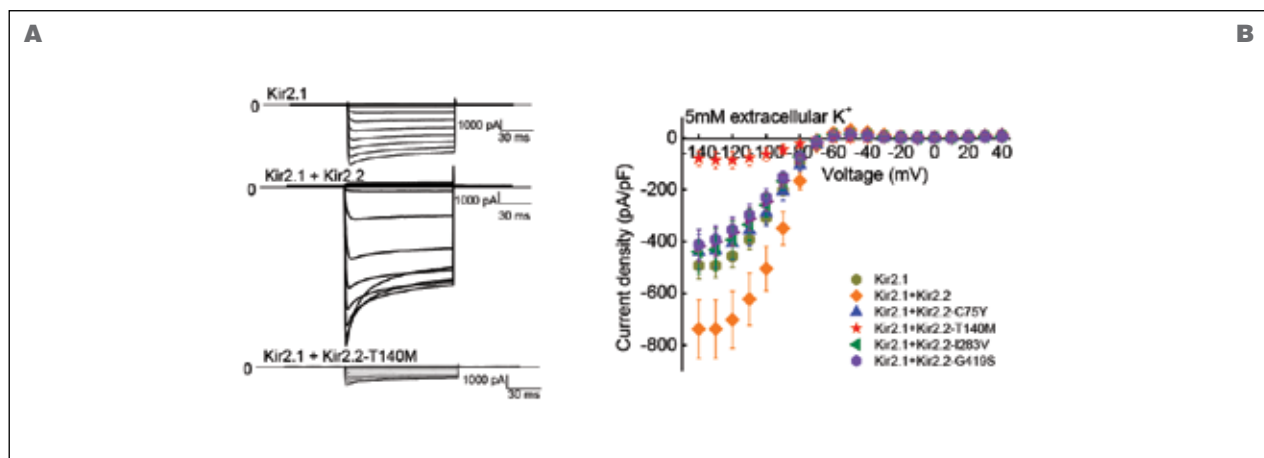 A
B
Kir2.1
0
1000 pA
30 ms
Kir2.1 + Kir2.2
0
1000 pA
30 ms
Kir2.1 + Kir2.2-T140M
0
1000 pA
30 ms
5mM extracellular K+
0
-200
-400
-600
-800
-140 -120 -100 -80 -60 -40 -20 0 20 40
Voltage (mV)
Current density (pA/pF)
Kir2.1
Kir2.1+Kir2.2
Kir2.1+Kir2.2-C75Y
Kir2.1+Kir2.2-T140M
Kir2.1+Kir2.2-I283V
Kir2.1+Kir2.2-G419S